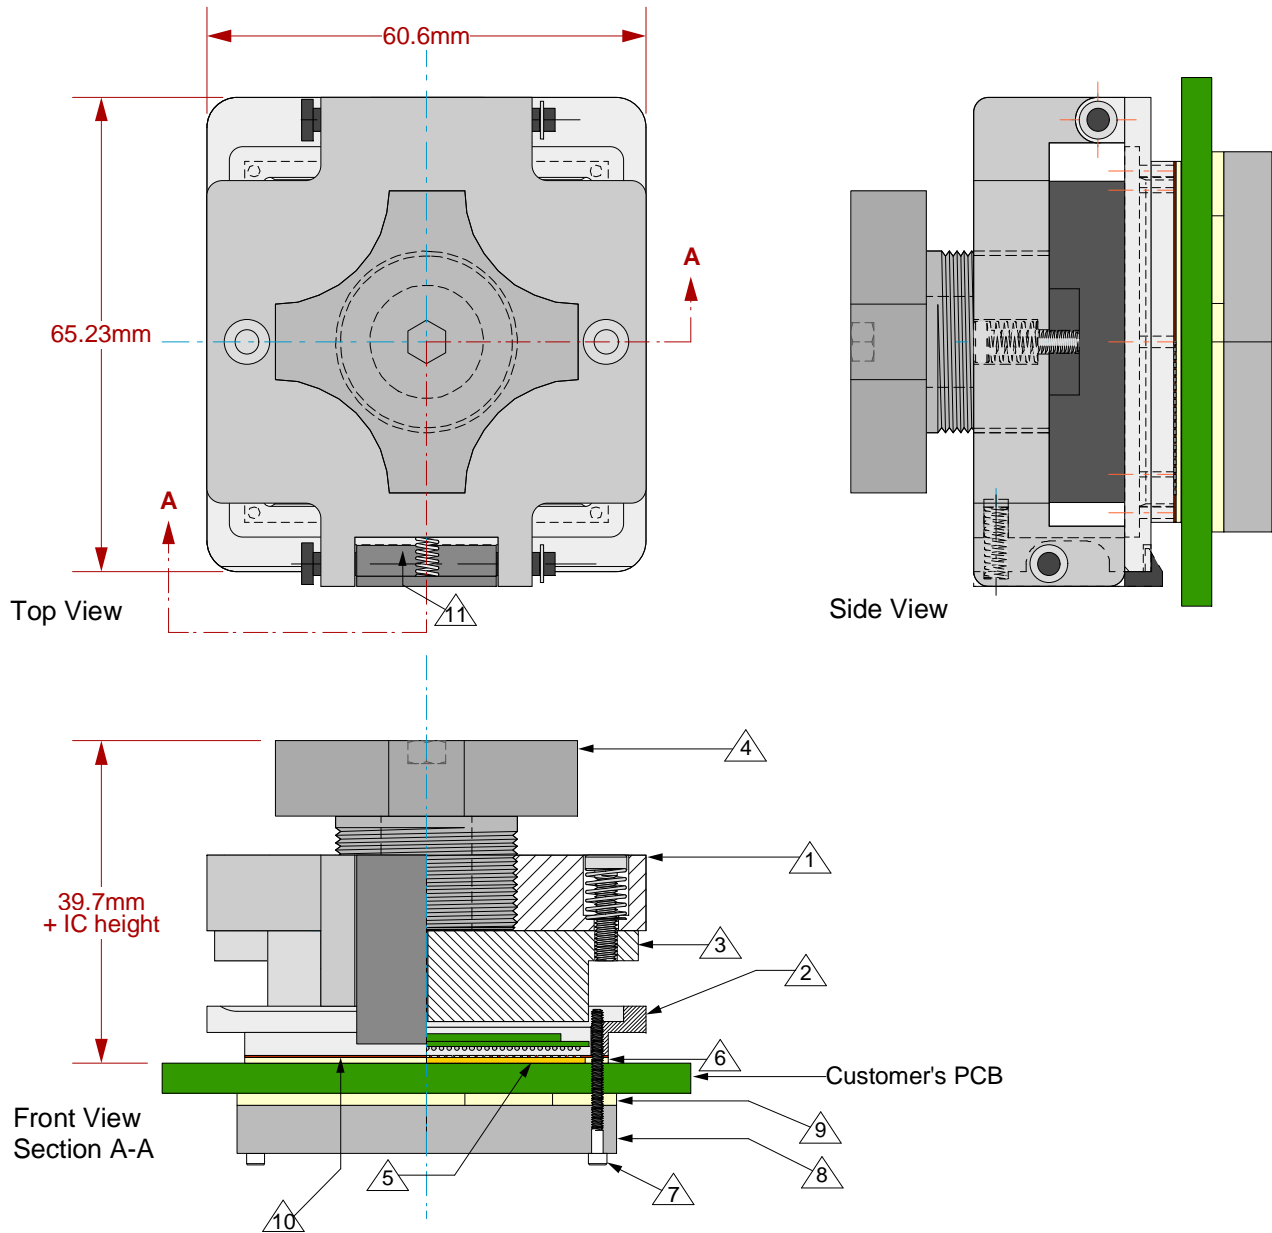 60.6mm
A
65.23mm
A
11
Top View
Side View
4
1
39.7mm
+ IC height
3
2
6
Customer's PCB
Front View
Section A-A
9
5
8
7
10